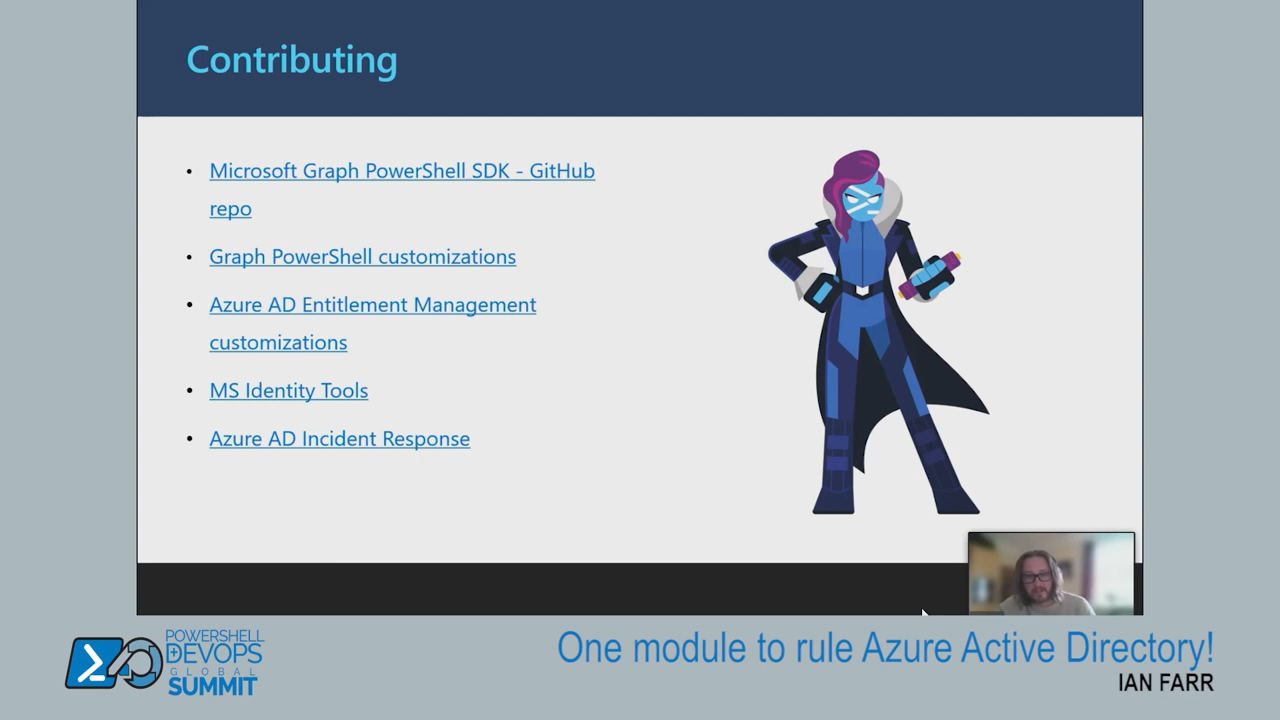 Contributing
• Microsoft Graph PowerShell SDK - GitHub
repo
• Graph PowerShell customizations
• Azure AD Entitlement Management
customizations
• MS Identity Tools
• Azure AD Incident Response
POWERSHELL
DEVOPS
GLOBAL
SUMMIT
One module to rule Azure Active Directory!
IAN FARR